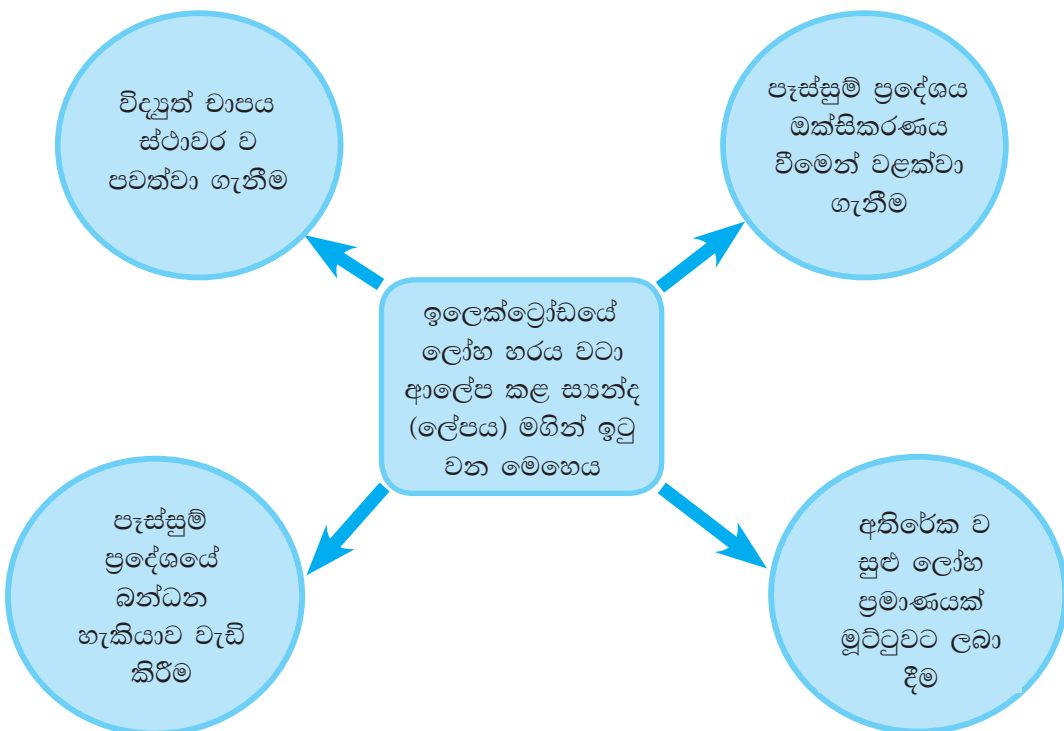 විද්‍යුත් චාපය
ස්ථාවර ව
පවත්වා ගැනීම
පෑස්සුම් ප්‍රදේශය
ඔක්සිකරණය
වීමෙන් වළක්වා
ගැනීම
ඉලෙක්ට්‍රෝඩයේ
ලෝහ හරය වටා
ආලේප කළ ස්‍යන්ද
(ලේපය) මගින් ඉටු
වන මෙහෙය
පෑස්සුම්
ප්‍රදේශයේ
බන්ධන
හැකියාව වැඩි
කිරීම
අතිරේක ව
සුළු ලෝහ
ප්‍රමාණයක්
මූට්ටුවට ලබා
දීම